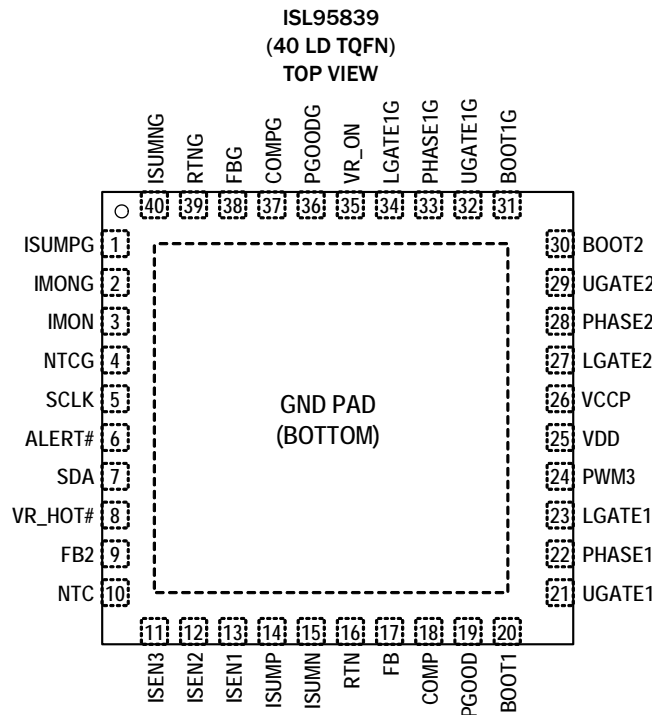 ISL95839
(40 LD TQFN)
TOP VIEW
ISUMNG
RTNG
FBG
COMPG
PGOODG
VR_ON
LGATE1G
PHASE1G
UGATE1G
BOOT1G
40 39 38 37 36 35 34 33 32 31
ISUMPG 1
IMONG 2
IMON 3
NTCG 4
SCLK 5
ALERT# 6
SDA 7
VR_HOT# 8
FB2 9
NTC 10
GND PAD
(BOTTOM)
30 BOOT2
29 UGATE2
28 PHASE2
27 LGATE2
26 VCCP
25 VDD
24 PWM3
23 LGATE1
22 PHASE1
21 UGATE1
11 12 13 14 15 16 17 18 19 20
ISEN3
ISEN2
ISEN1
ISUMP
ISUMN
RTN
FB
COMP
PGOOD
BOOT1